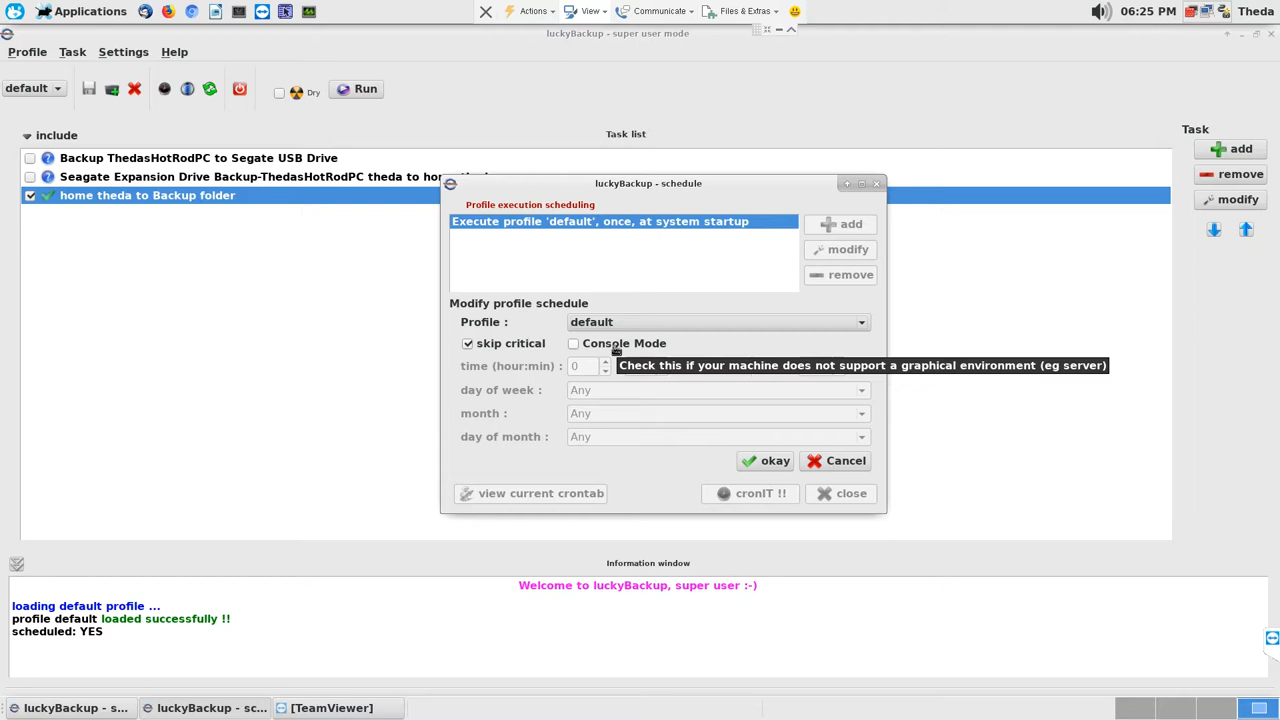 Applications
Actions
View
Communicate
Files & Extras
06:25 PM
Theda
luckyBackup - super user mode
Profile
Task
Settings
Help
default
Dry
Run
include
Task list
Task
Backup ThedasHotRodPC to Segate USB Drive
Seagate Expansion Drive Backup-ThedasHotRodPC theda to
home theda to Backup folder
add
remove
modify
luckyBackup - schedule
Profile execution scheduling
Execute profile 'default', once, at system startup
add
modify
remove
Modify profile schedule
Profile :
default
skip critical
Console Mode
time (hour:min) :
0
Check this if your machine does not support a graphical environment (eg server)
day of week :
Any
month :
Any
day of month :
Any
okay
Cancel
view current crontab
cronIT !!
close
Information window
Welcome to luckyBackup, super user :-)
loading default profile ...
profile default loaded successfully !!
scheduled: YES
luckyBackup - s...
luckyBackup - sc...
[TeamViewer]